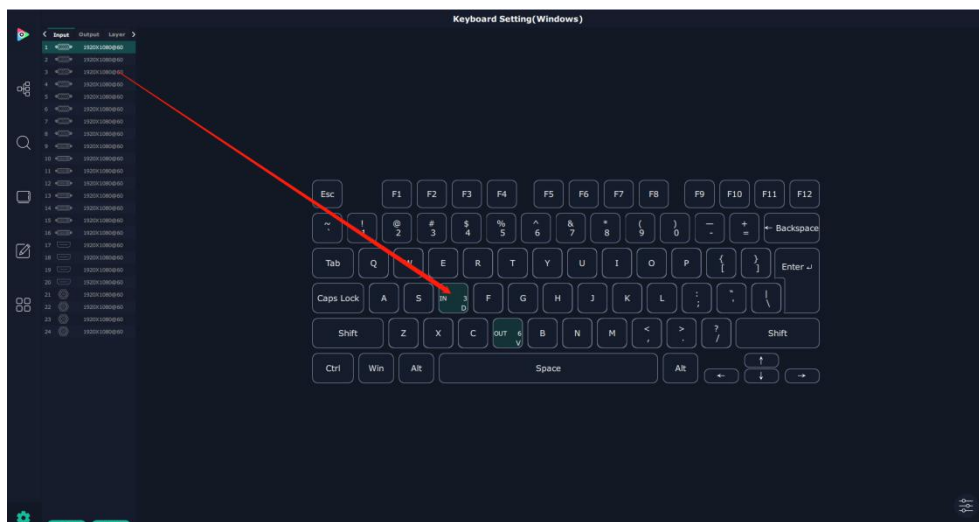 Keyboard Setting(Windows)
Input Output Layer
1 1920X1080@60
2 1920X1080@60
3 1920X1080@60
4 1920X1080@60
5 1920X1080@60
6 1920X1080@60
7 1920X1080@60
8 1920X1080@60
9 1920X1080@60
10 1920X1080@60
11 1920X1080@60
12 1920X1080@60
13 1920X1080@60
14 1920X1080@60
15 1920X1080@60
16 1920X1080@60
17 1920X1080@60
18 1920X1080@60
19 1920X1080@60
20 1920X1080@60
21 1920X1080@60
22 1920X1080@60
23 1920X1080@60
24 1920X1080@60
Esc F1 F2 F3 F4 F5 F6 F7 F8 F9 F10 F11 F12
~ ! @ # $ % ^ & * ( ) — +
` 1 2 3 4 5 6 7 8 9 0 - = ← Backspace
Tab Q W E R T Y U I O P { [ } ] Enter ↵
Caps Lock A S IN 3 D F G H J K L : ; " ' | \
Shift Z X C OUT 6 V B N M < , > . ? / Shift
Ctrl Win Alt Space Alt ← ↑ ↓ →